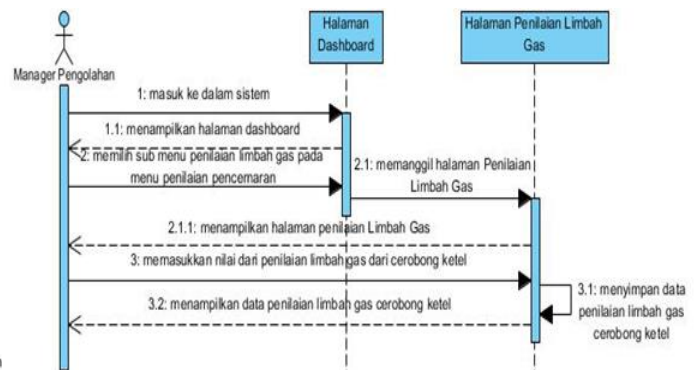 Halaman
Dashboard
Halaman Penilaian Limbah
Gas
Manager Pengolahan
1: masuk ke dalam sistem
1.1: menampilkan halaman dashboard
2: memilih sub menu penilaian limbah gas pada
menu penilaian pencemaran
2.1: memanggil halaman Penilaian
Limbah Gas
2.1.1: menampilkan halaman penilaian Limbah Gas
3: memasukkan nilai dari penilaian limbah gas dari cerobong ketel
3.1: menyimpan data
penilaian limbah gas
cerobong ketel
3.2: menampilkan data penilaian limbah gas cerobong ketel